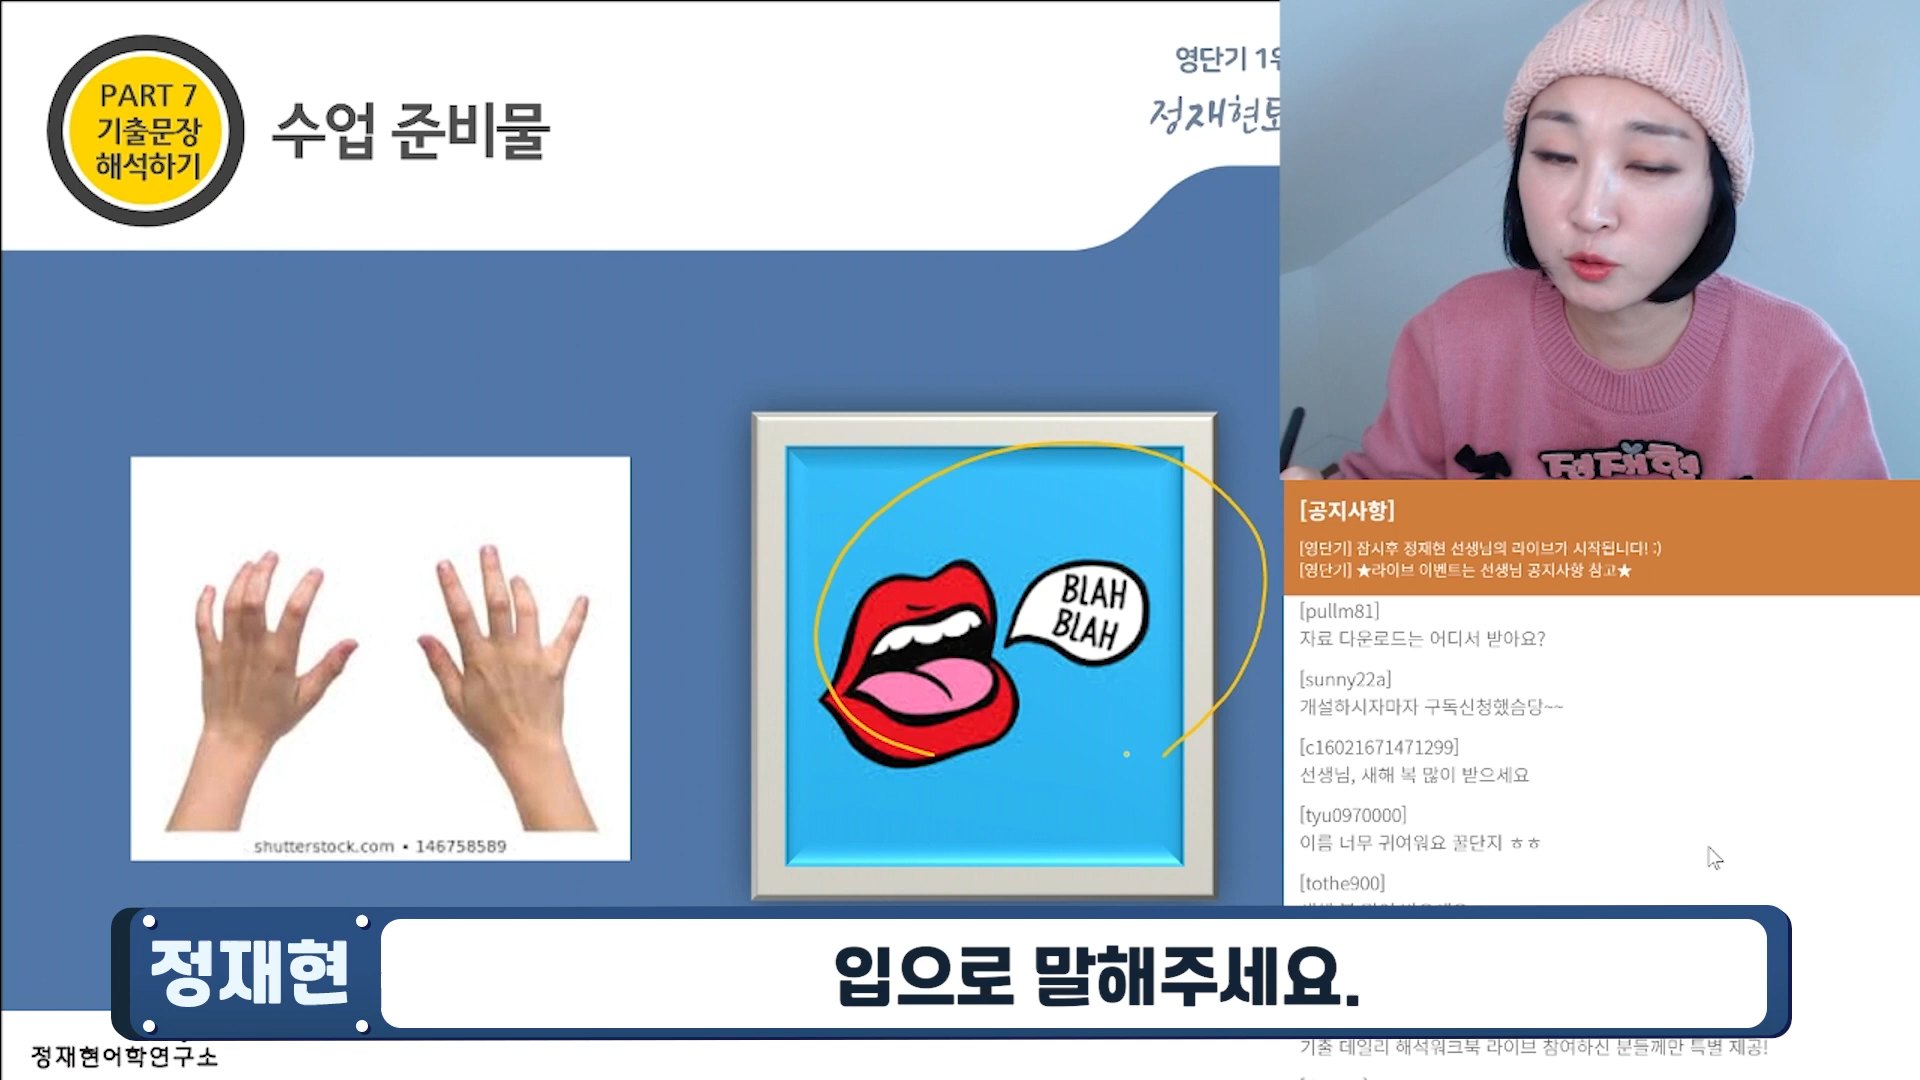 PART 7
기출문장
해석하기
수업 준비물
영단기 1위
정재현토
BLAH
BLAH
shutterstock.com • 146758589
정재현
[공지사항]
[영단기] 잠시후 정재현 선생님의 라이브가 시작됩니다! :)
[영단기] ★라이브 이벤트는 선생님 공지사항 참고★
[pullm81]
자료 다운로드는 어디서 받아요?
[sunny22a]
개설하시자마자 구독신청했슴당~~
[c16021671471299]
선생님, 새해 복 많이 받으세요
[tyu0970000]
이름 너무 귀여워요 꿀단지 ㅎㅎ
[tothe900]
정재현
입으로 말해주세요.
기출 데일리 해석워크북 라이브 참여하신 분들께만 특별 제공!
정재현어학연구소